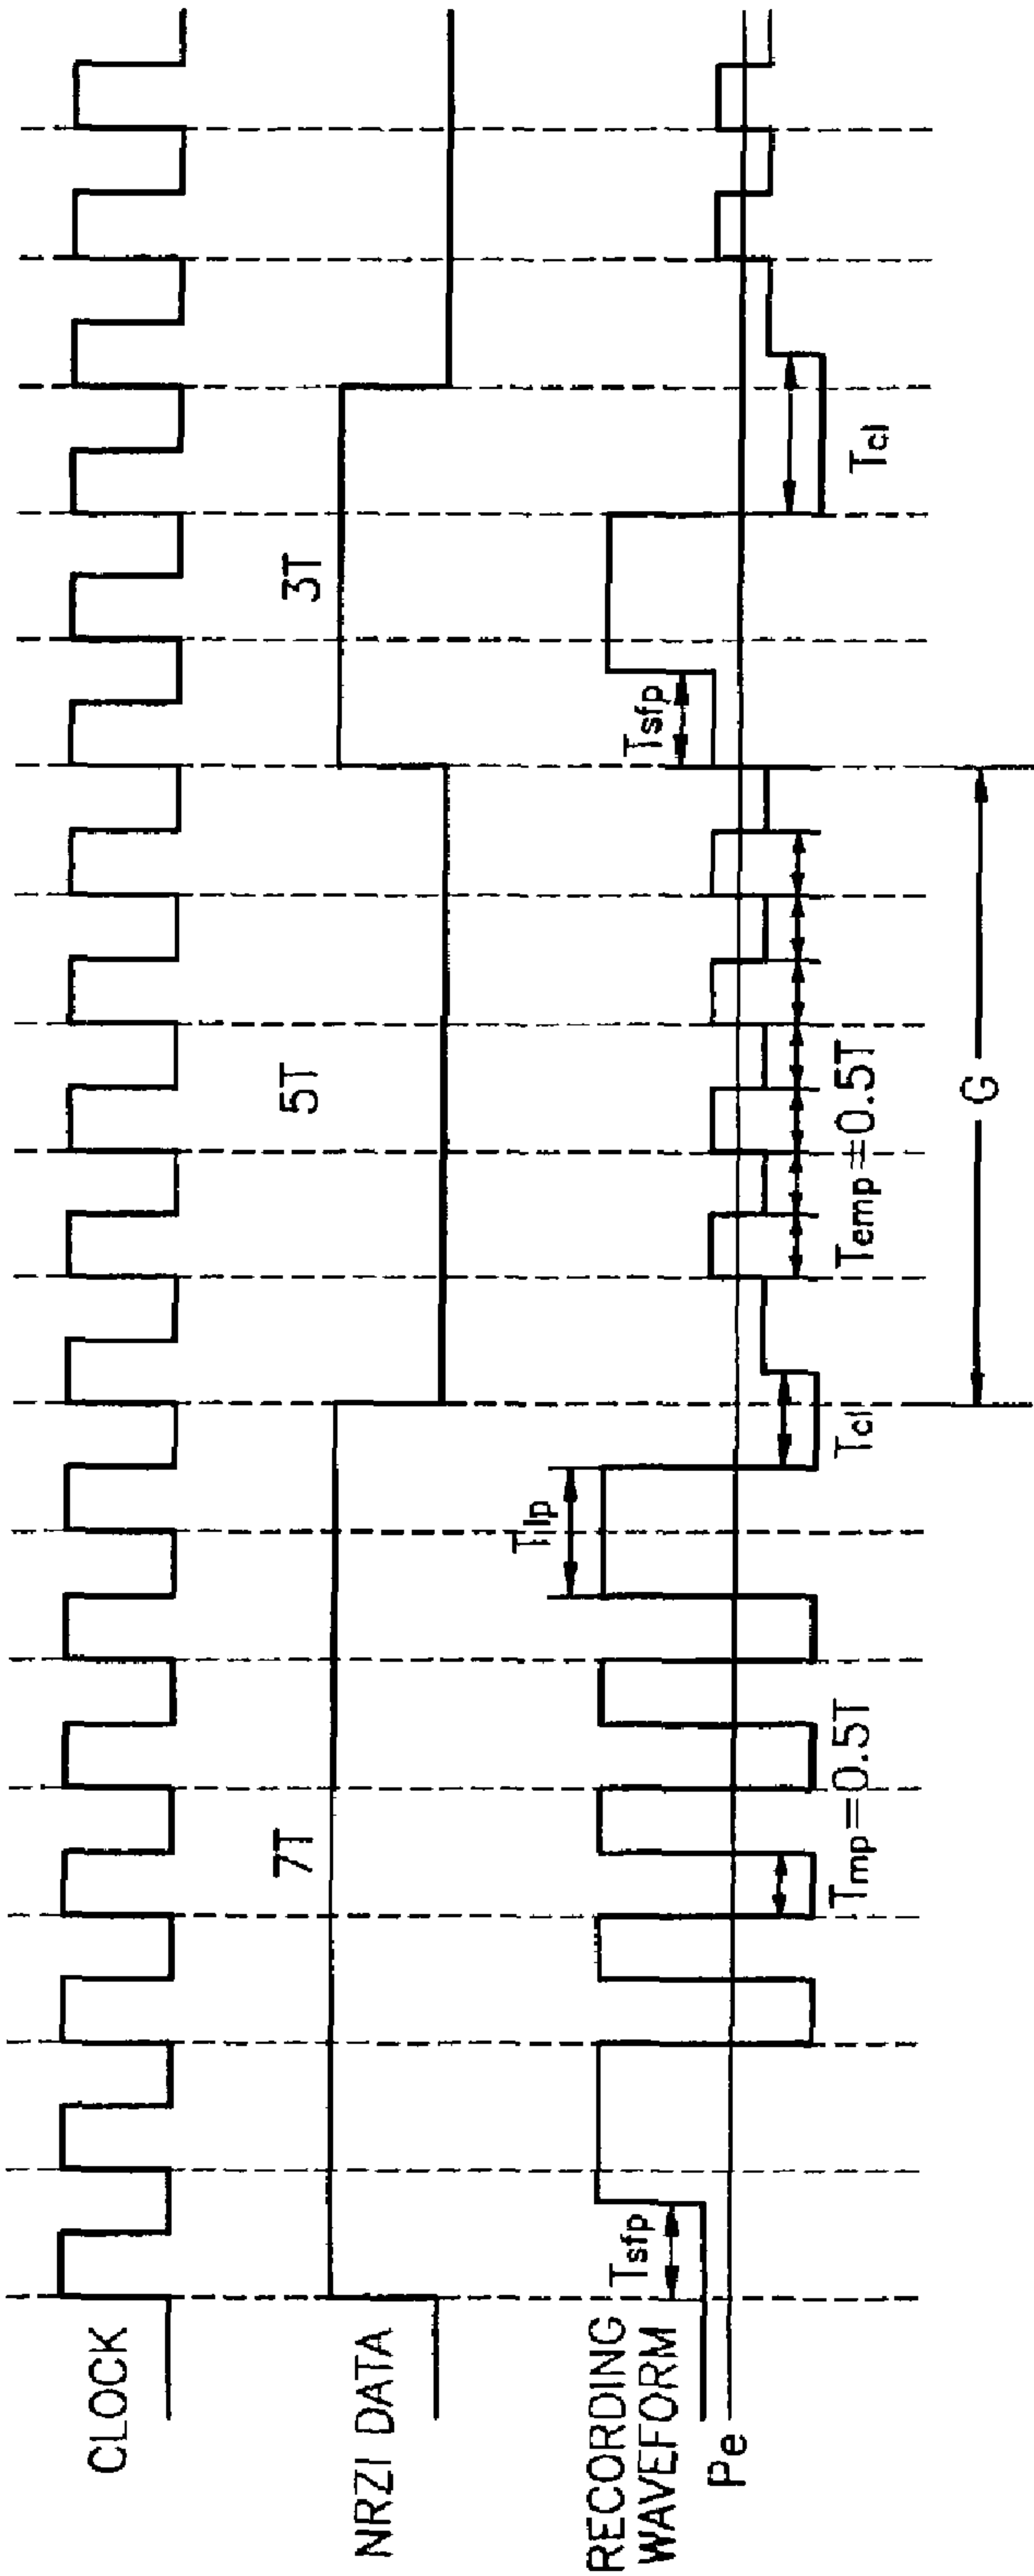 CLOCK
NRZI DATA
7T
5T
3T
RECORDING
WAVEFORM
Pe
Tsfp
Tmp=0.5T
Tlp
Tcl
Temp=0.5T
Tsfp
Tcl
G